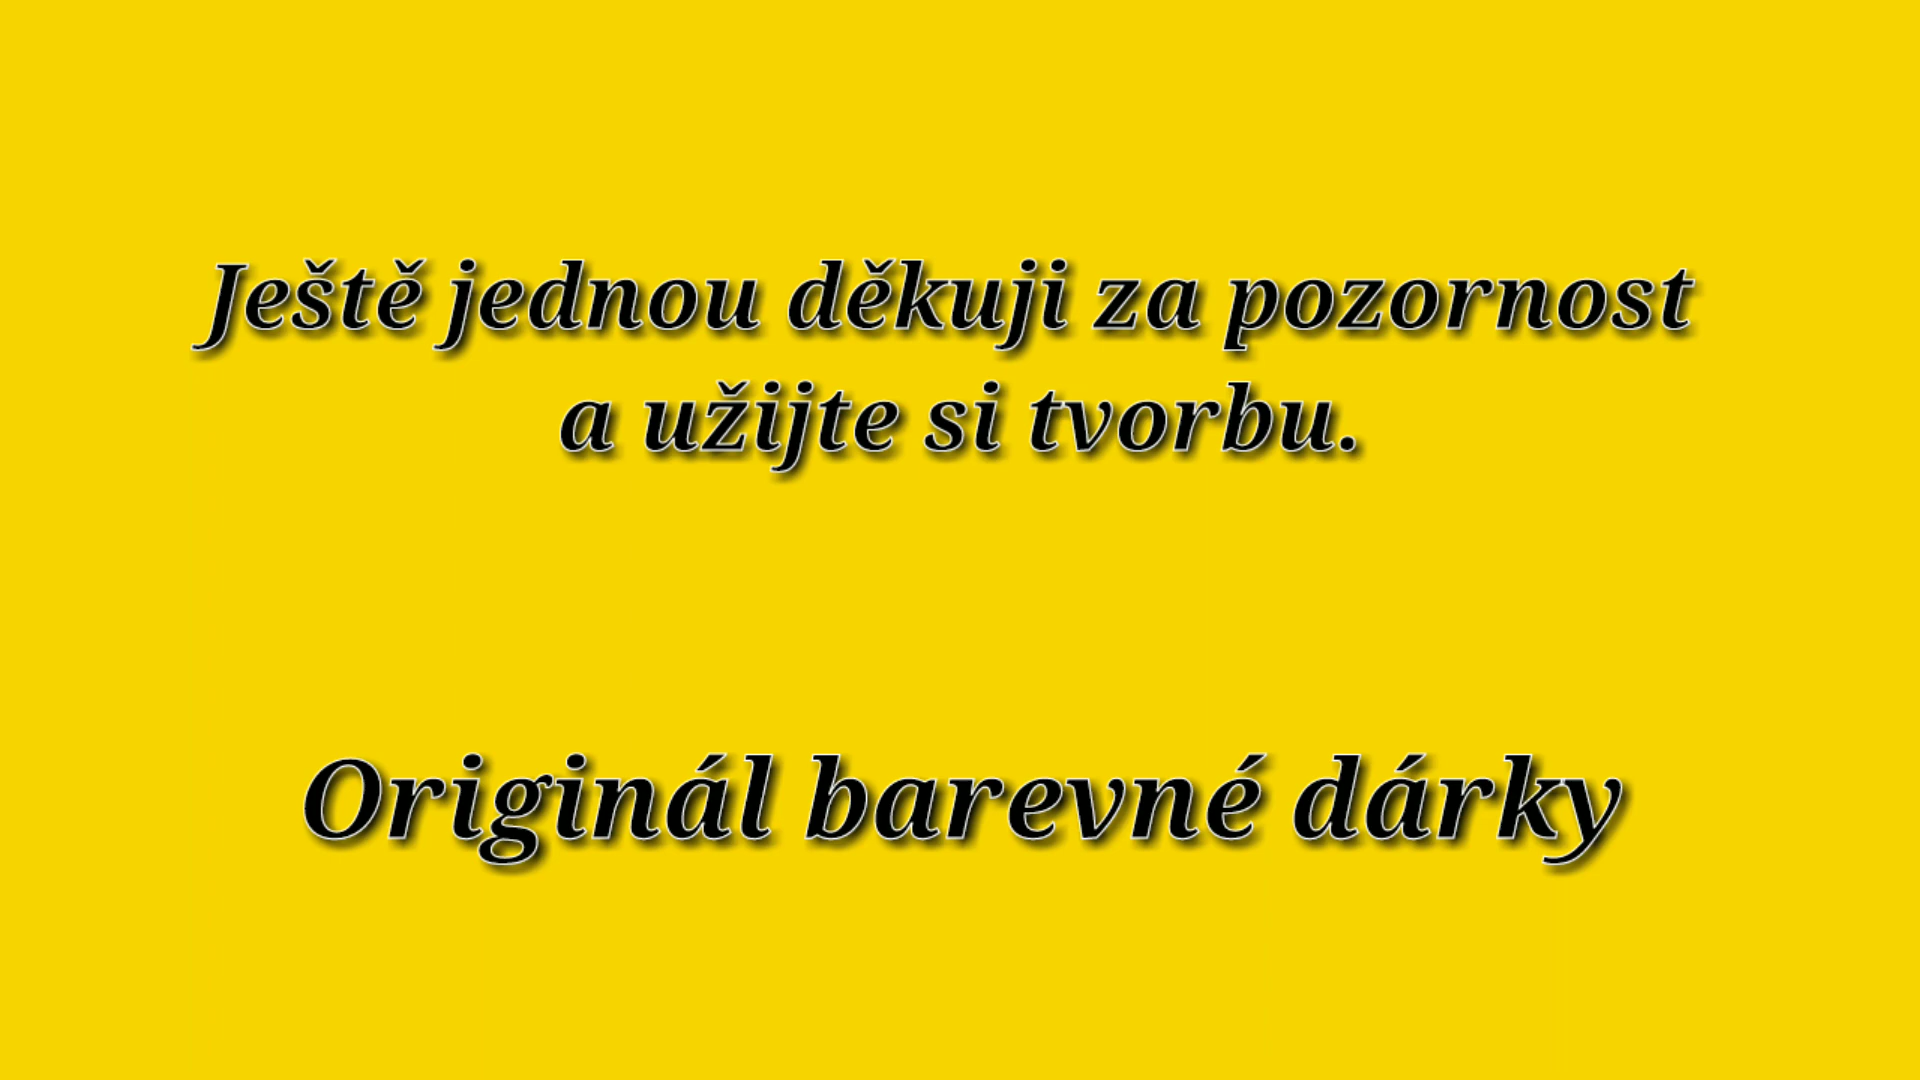 Ještě jednou děkuji za pozornost
a užijte si tvorbu.
Originál barevné dárky